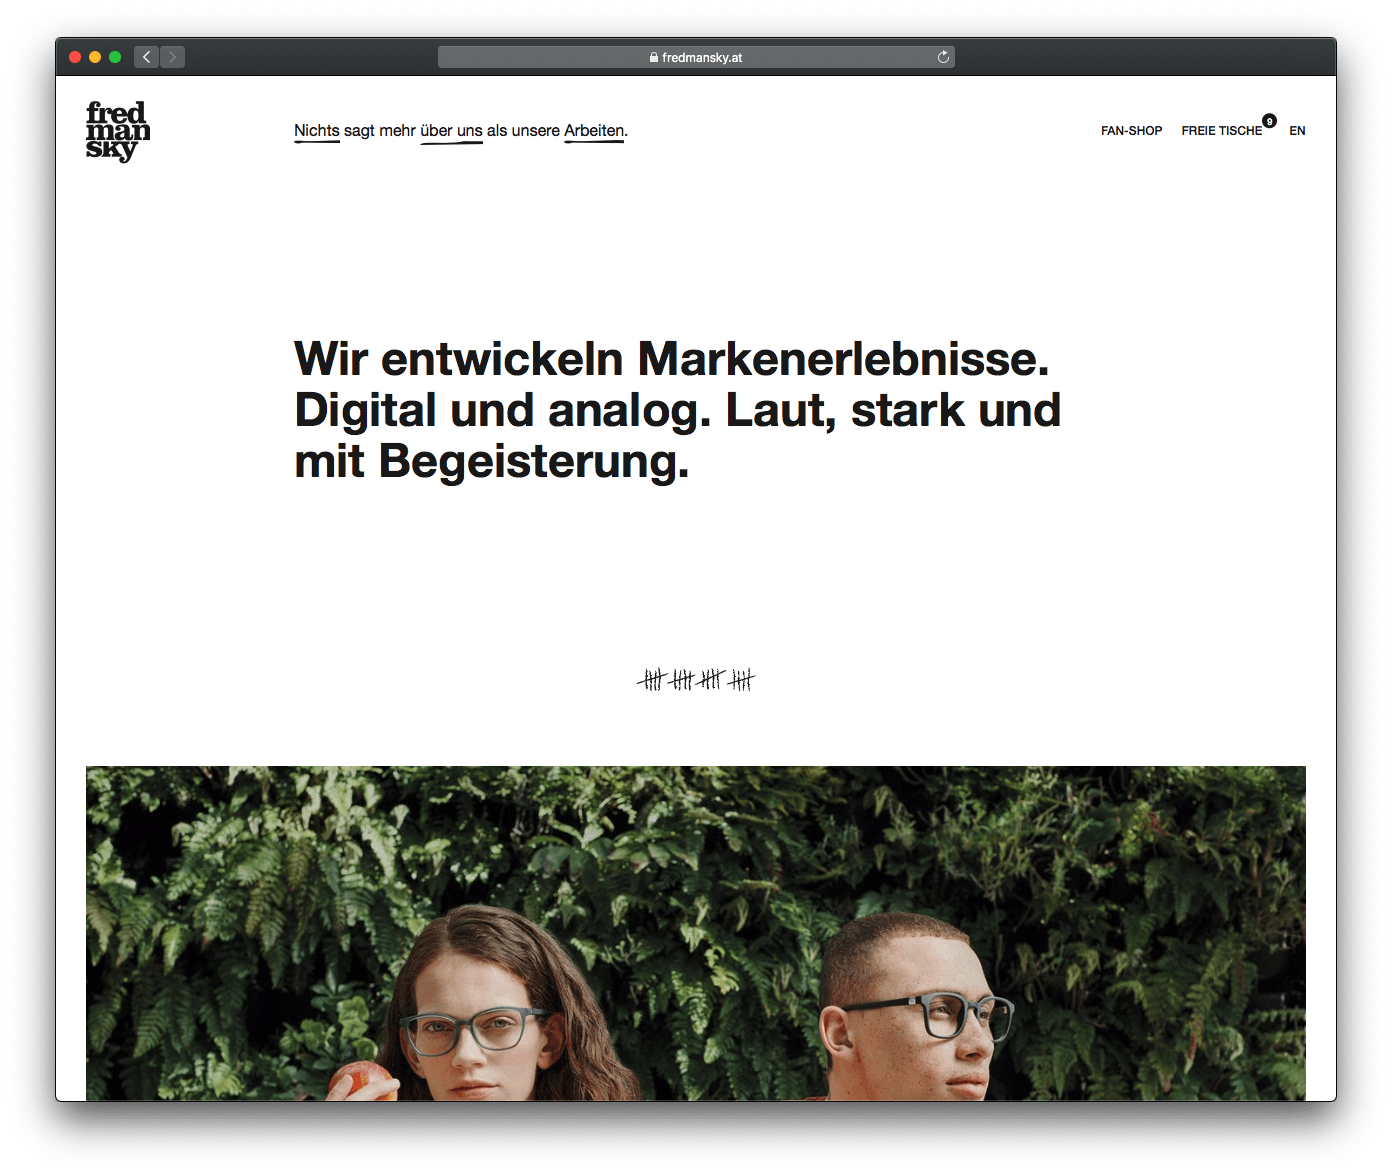 fredmansky.at
fred
man
sky
Nichts sagt mehr über uns als unsere Arbeiten.
FAN-SHOP
FREIE TISCHE
9
EN
Wir entwickeln Markenerlebnisse.
Digital und analog. Laut, stark und
mit Begeisterung.